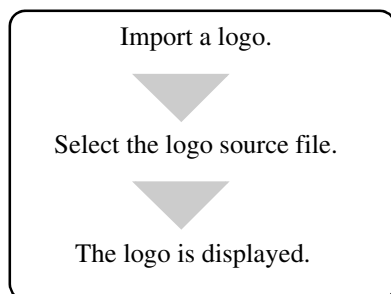 Import a logo.
Select the logo source file.
The logo is displayed.